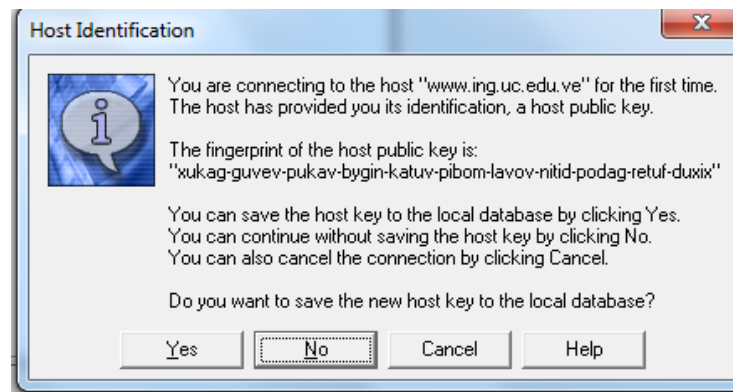 Host Identification
You are connecting to the host "www.ing.uc.edu.ve" for the first time.
The host has provided you its identification, a host public key.
The fingerprint of the host public key is:
"xukag-guvev-pukav-bygin-katuv-pibom-lavov-nitid-podag-retuf-duxix"
You can save the host key to the local database by clicking Yes.
You can continue without saving the host key by clicking No.
You can also cancel the connection by clicking Cancel.
Do you want to save the new host key to the local database?
Yes No Cancel Help